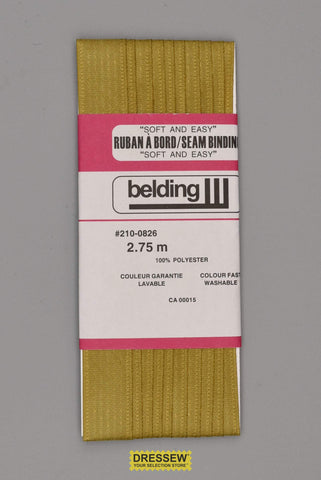 "SOFT AND EASY"
RUBAN À BORD/SEAM BINDING
"SOFT AND EASY"
belding
#210-0826
2.75 m
100% POLYESTER
COULEUR GARANTIE COLOUR FAST
LAVABLE WASHABLE
CA 00015
DRESSEW
YOUR SELECTION STORE